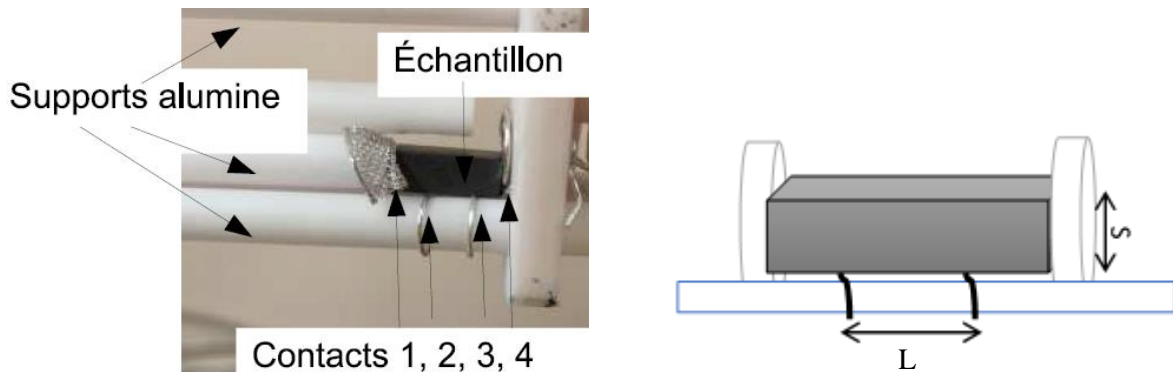 Échantillon
Supports alumine
Contacts 1, 2, 3, 4
S
L